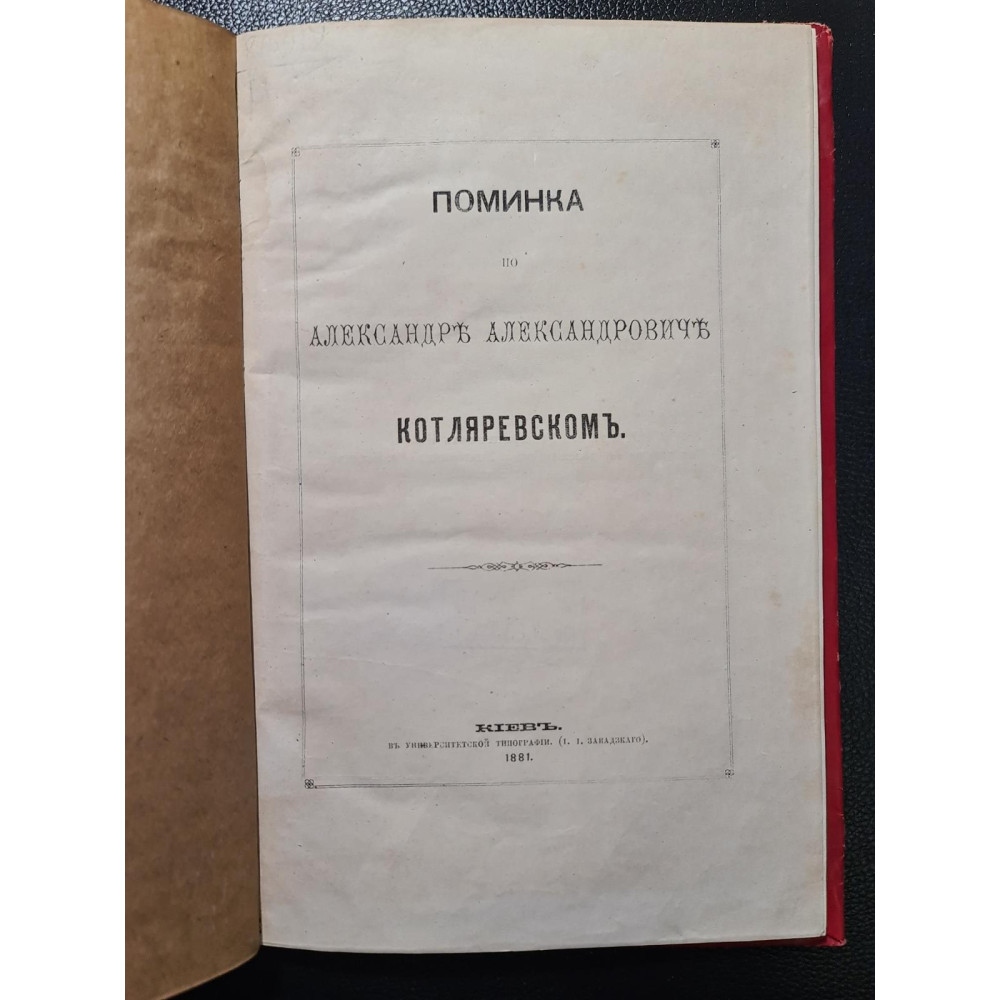 ПОМИНКА
ПО
АЛЕКСАНДРѢ АЛЕКСАНДРОВИЧѢ
КОТЛЯРЕВСКОМЪ.
КІЕВЪ.
ВЪ УНИВЕРСИТЕТСКОЙ ТИПОГРАФІИ. (І. І. ЗАВАДЗКАГО).
1881.